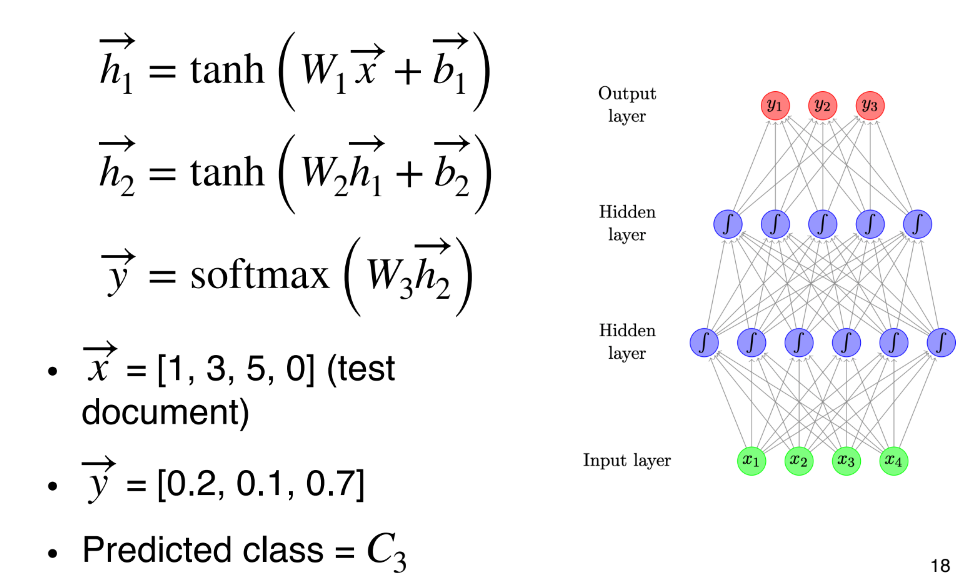 h₁ = tanh ( W₁x + b₁ )
h₂ = tanh ( W₂h₁ + b₂ )
y = softmax ( W₃h₂ )
• x = [1, 3, 5, 0] (test
document)
• y = [0.2, 0.1, 0.7]
• Predicted class = C₃
Output
layer
y₁ y₂ y₃
Hidden
layer
∫ ∫ ∫ ∫ ∫
Hidden
layer
∫ ∫ ∫ ∫ ∫ ∫
Input layer
x₁ x₂ x₃ x₄
18